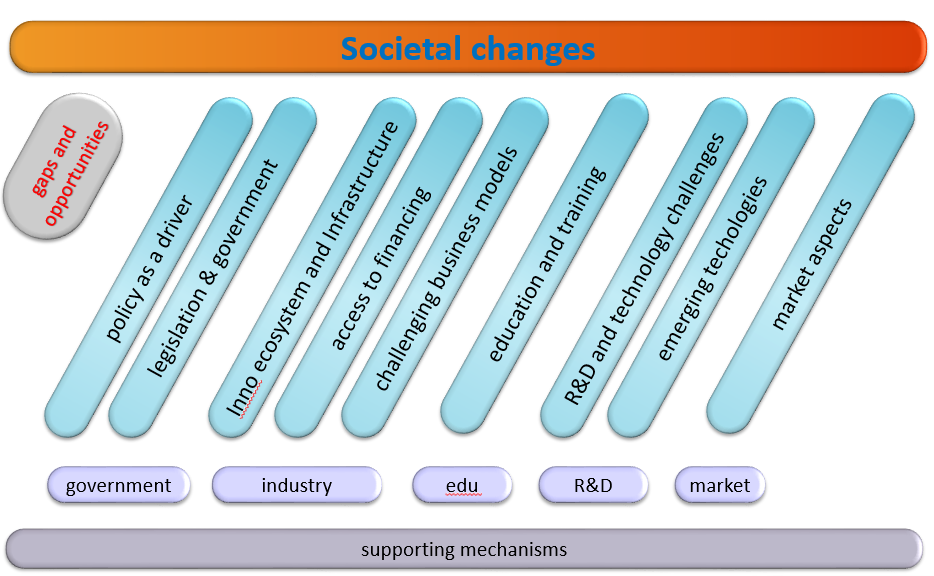 Societal changes
gaps and
opportunities
policy as a driver
legislation & government
Inno ecosystem and Infrastructure
access to financing
challenging business models
education and training
R&D and technology challenges
emerging techologies
market aspects
government
industry
edu
R&D
market
supporting mechanisms